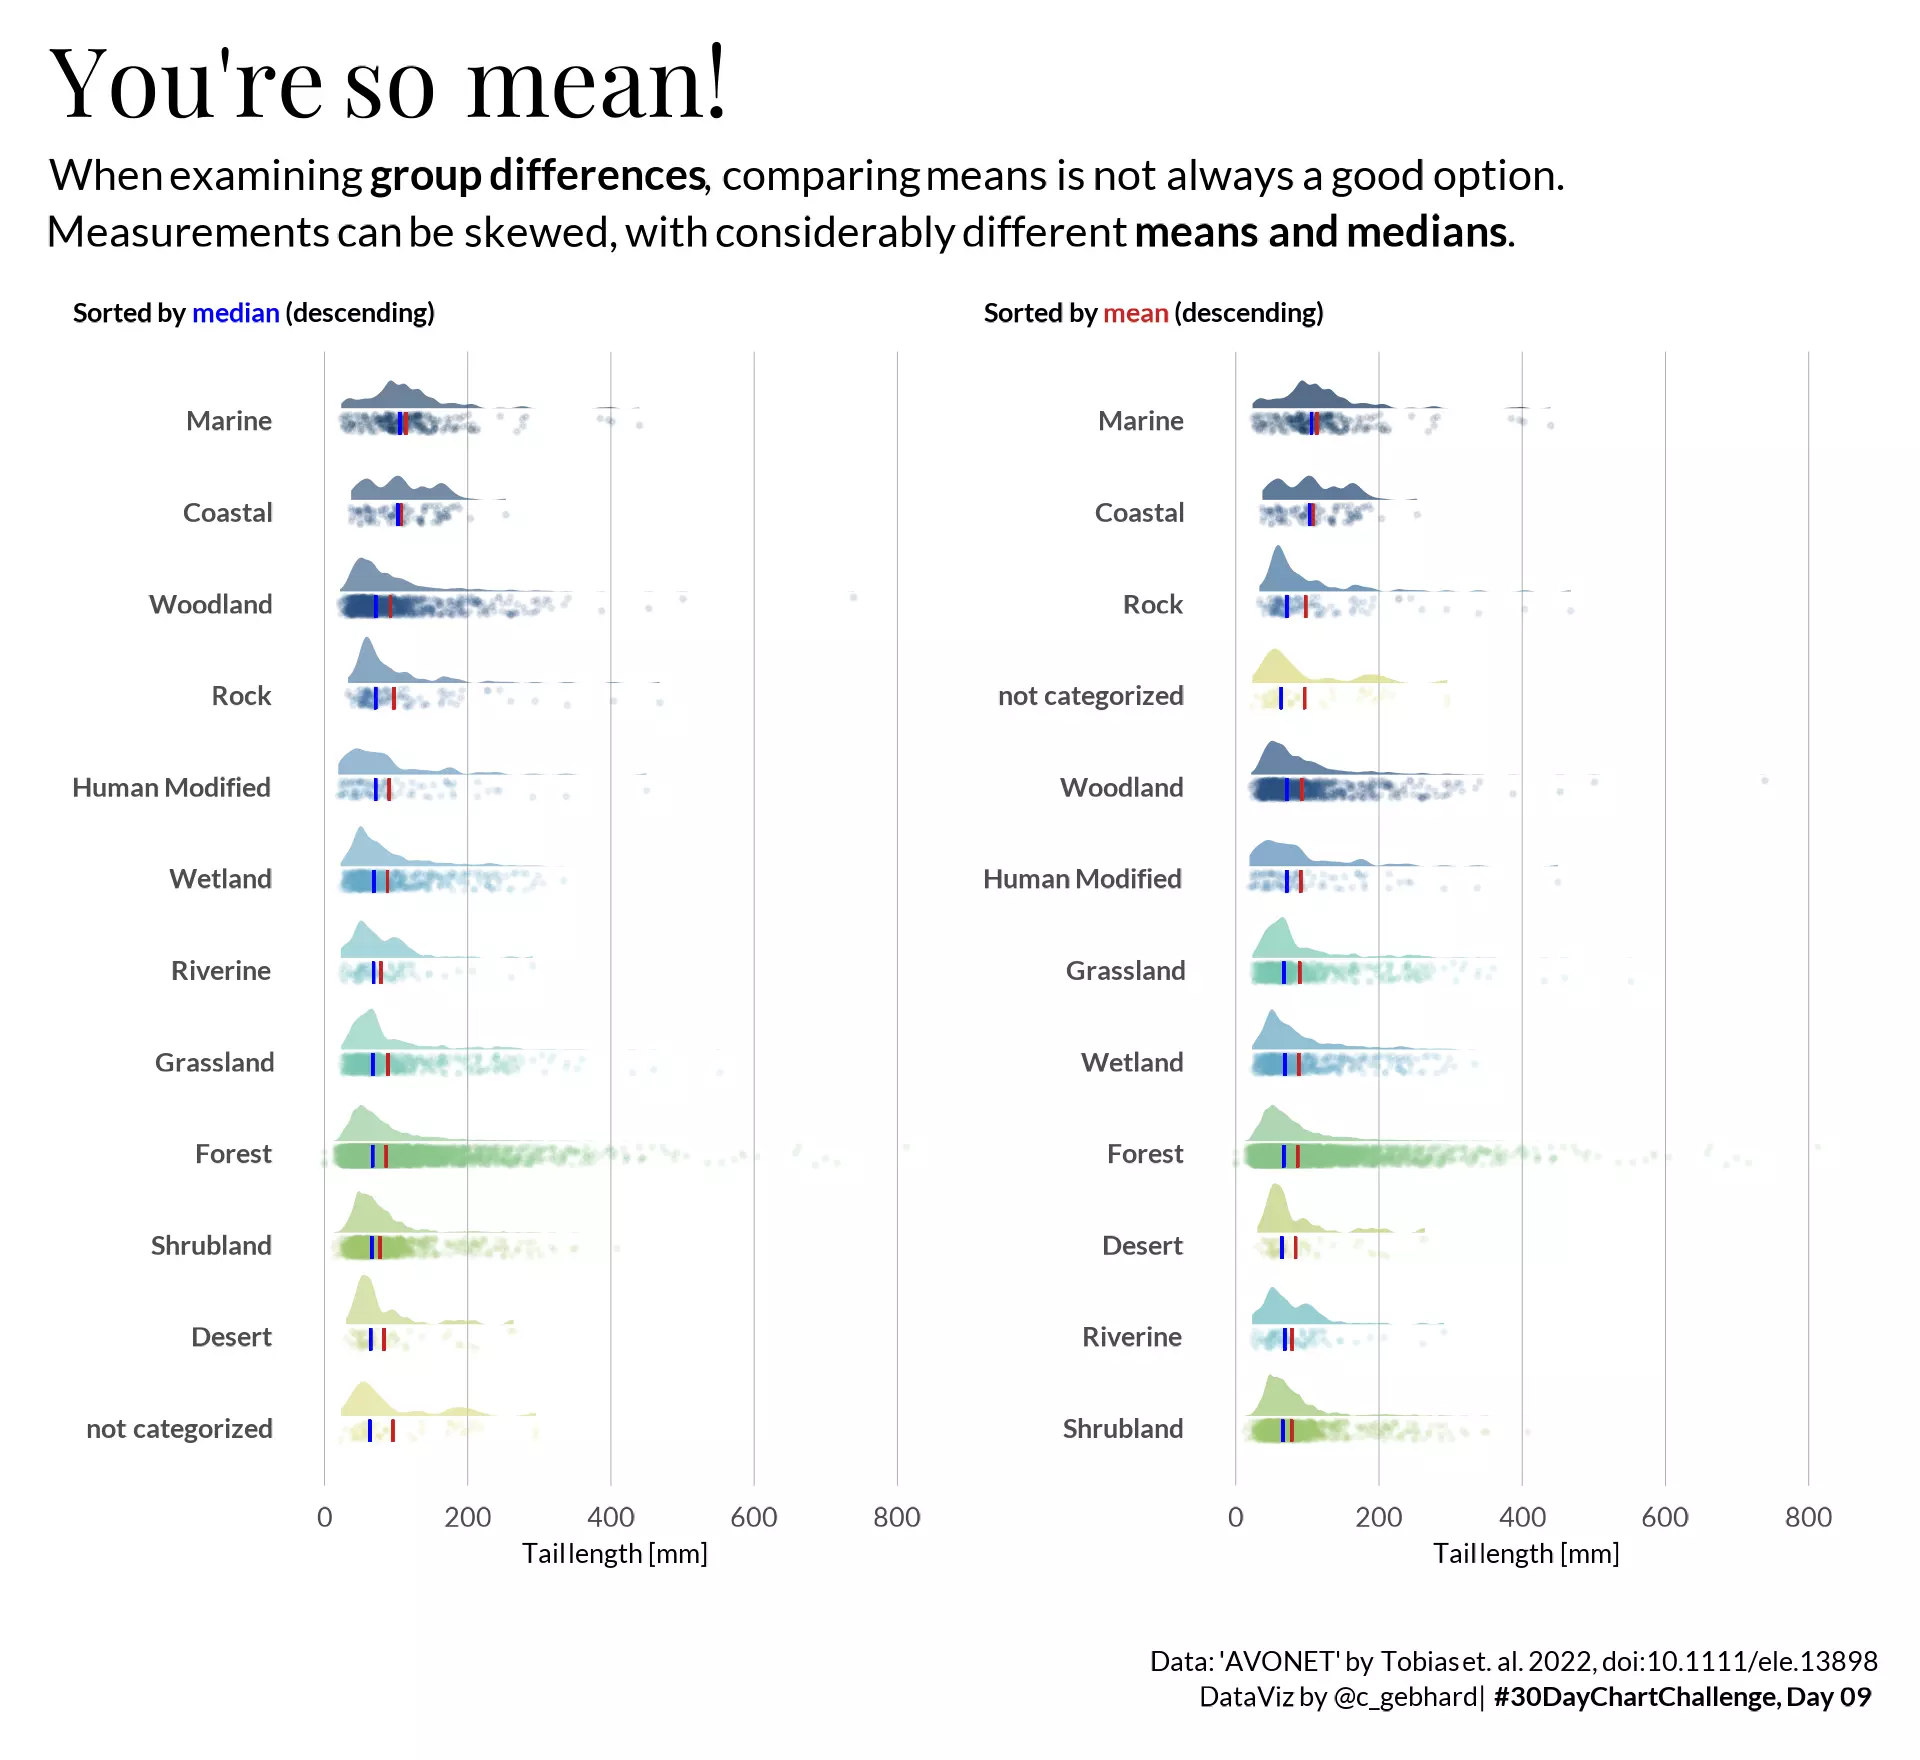 You're so mean!
When examining group differences, comparing means is not always a good option.
Measurements can be skewed, with considerably different means and medians.
Sorted by median (descending)
Marine
Coastal
Woodland
Rock
Human Modified
Wetland
Riverine
Grassland
Forest
Shrubland
Desert
not categorized
0 200 400 600 800
Tail length [mm]
Sorted by mean (descending)
Marine
Coastal
Rock
not categorized
Woodland
Human Modified
Grassland
Wetland
Forest
Desert
Riverine
Shrubland
0 200 400 600 800
Tail length [mm]
Data: 'AVONET' by Tobias et. al. 2022, doi:10.1111/ele.13898
DataViz by @c_gebhard| #30DayChartChallenge, Day 09